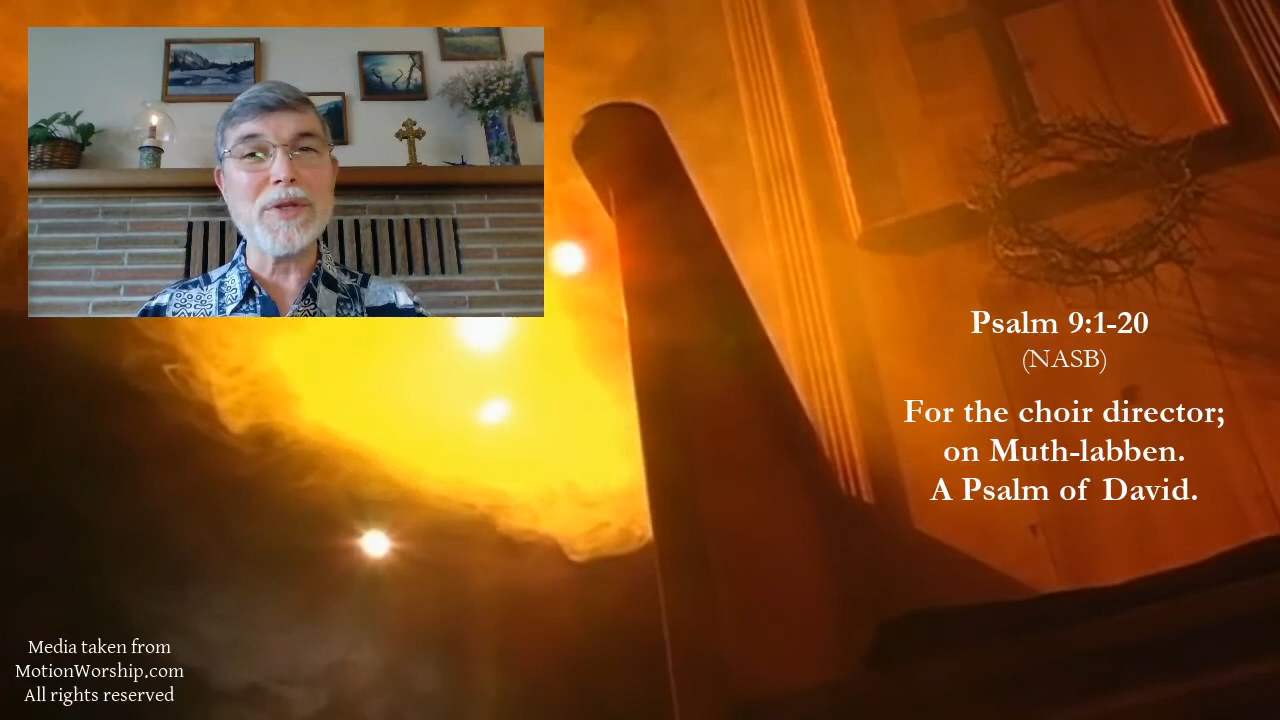 Psalm 9:1-20
(NASB)
For the choir director;
on Muth-labben.
A Psalm of David.
Media taken from
MotionWorship.com
All rights reserved